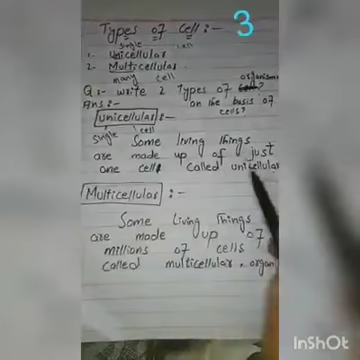 Types of Cell :- 3
single cell
1- Unicellular
2- Multicellular
many cell organisms
Q:- Write 2 Types of
Ans:- on the basis of
cells?
Unicellular :-
single cell
Some living things
are made up of just
one cell called unicellular
Multicellular :-
Some Living Things
are made up of
millions of cells
called multicellular organ
InShOt